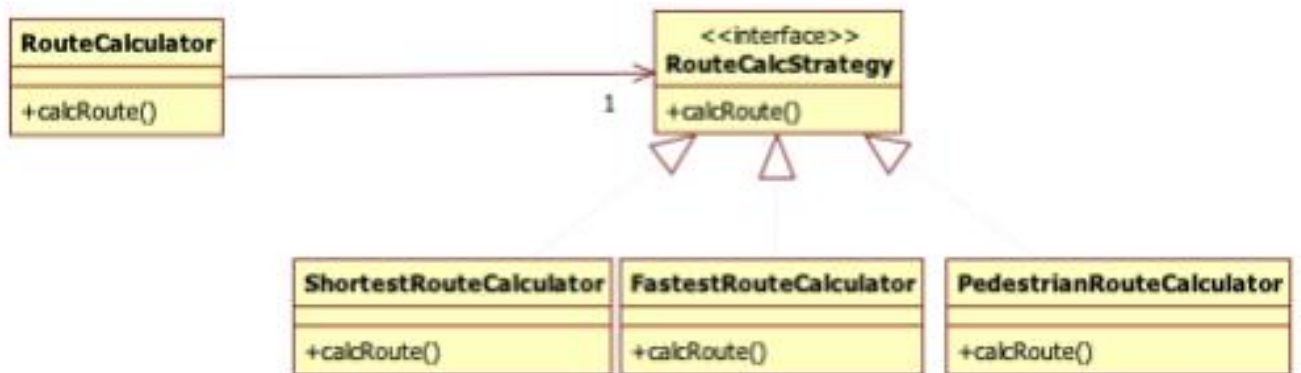 RouteCalculator
+calcRoute()
1
<<interface>>
RouteCalcStrategy
+calcRoute()
ShortestRouteCalculator
+calcRoute()
FastestRouteCalculator
+calcRoute()
PedestrianRouteCalculator
+calcRoute()